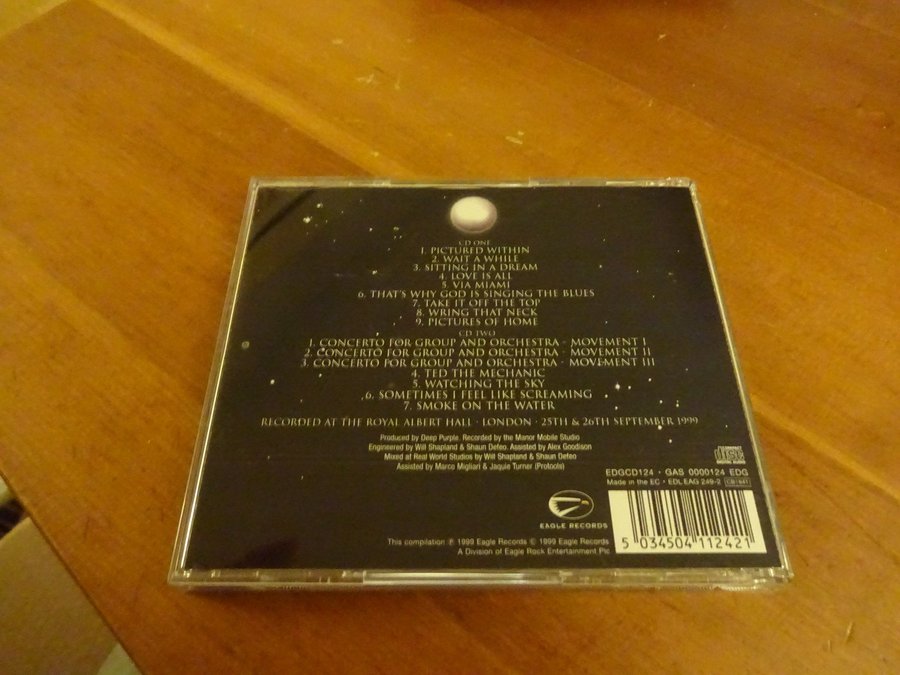 CD ONE
1. PICTURED WITHIN
2. WAIT A WHILE
3. SITTING IN A DREAM
4. LOVE IS ALL
5. VIA MIAMI
6. THAT'S WHY GOD IS SINGING THE BLUES
7. TAKE IT OFF THE TOP
8. WRING THAT NECK
9. PICTURES OF HOME
CD TWO
1. CONCERTO FOR GROUP AND ORCHESTRA - MOVEMENT I
2. CONCERTO FOR GROUP AND ORCHESTRA - MOVEMENT II
3. CONCERTO FOR GROUP AND ORCHESTRA - MOVEMENT III
4. TED THE MECHANIC
5. WATCHING THE SKY
6. SOMETIMES I FEEL LIKE SCREAMING
7. SMOKE ON THE WATER
RECORDED AT THE ROYAL ALBERT HALL · LONDON · 25TH & 26TH SEPTEMBER 1999
Produced by Deep Purple. Recorded by the Manor Mobile Studio
Engineered by Will Shapland & Shaun Defeo. Assisted by Alex Goodison
Mixed at Real World Studios by Will Shapland & Shaun Defeo
Assisted by Marco Migliari & Jaquie Turner (Protools)
COMPACT
disc
DIGITAL AUDIO
EDGCD124 · GAS 0000124 EDG
Made in the EC · EDL EAG 249-2
EAGLE RECORDS
5 034504 112421
This compilation ℗ 1999 Eagle Records © 1999 Eagle Records
A Division of Eagle Rock Entertainment Plc